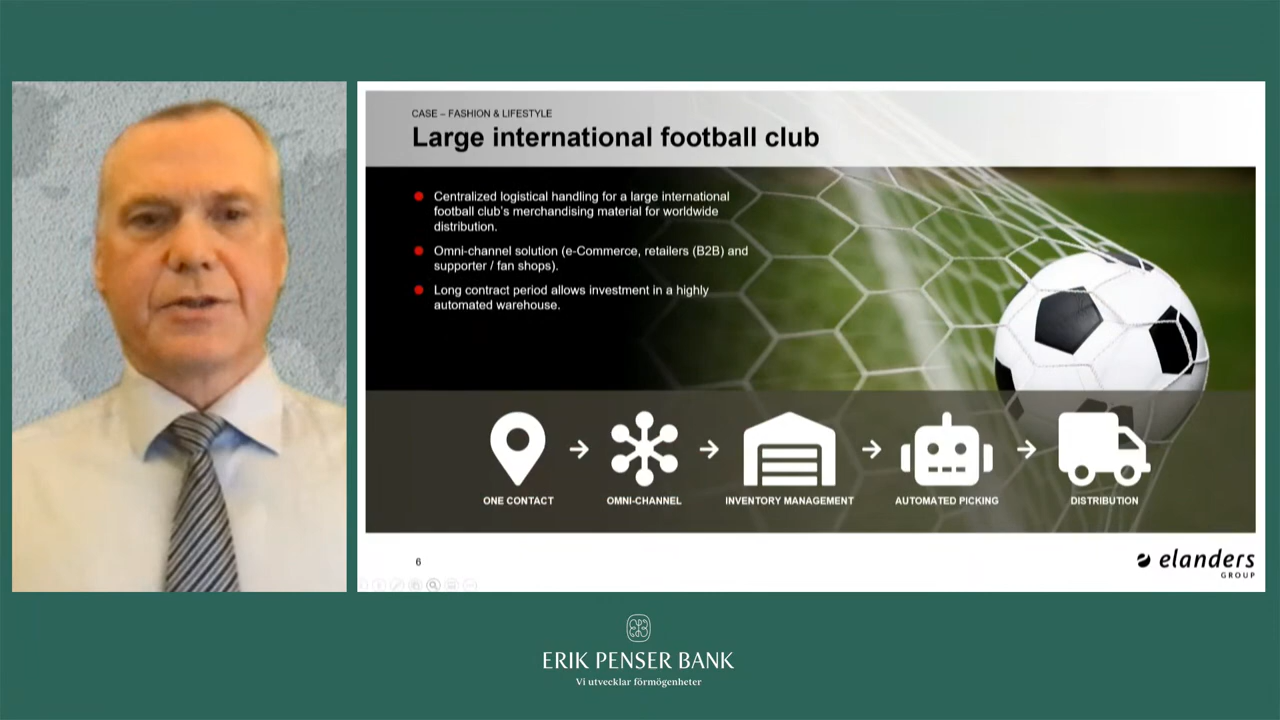 CASE – FASHION & LIFESTYLE
Large international football club
Centralized logistical handling for a large international
football club's merchandising material for worldwide
distribution.
Omni-channel solution (e-Commerce, retailers (B2B) and
supporter / fan shops).
Long contract period allows investment in a highly
automated warehouse.
ONE CONTACT
OMNI-CHANNEL
INVENTORY MANAGEMENT
AUTOMATED PICKING
DISTRIBUTION
6
elanders
GROUP
ERIK PENSER BANK
Vi utvecklar förmögenheter